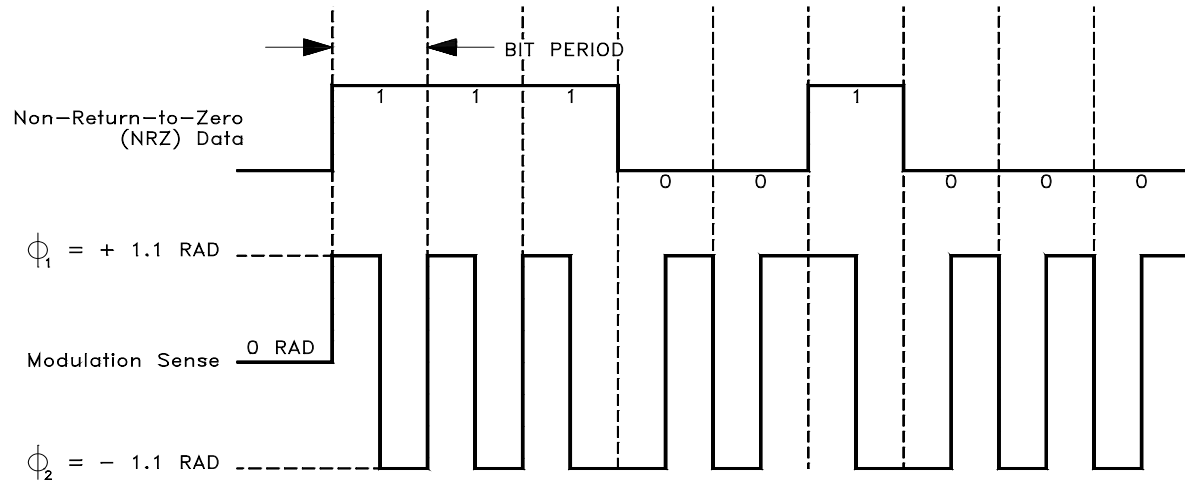 BIT PERIOD
1 1 1 1
Non-Return-to-Zero
(NRZ) Data
0 0 0 0 0
ϕ₁ = + 1.1 RAD
0 RAD
Modulation Sense
ϕ₂ = - 1.1 RAD